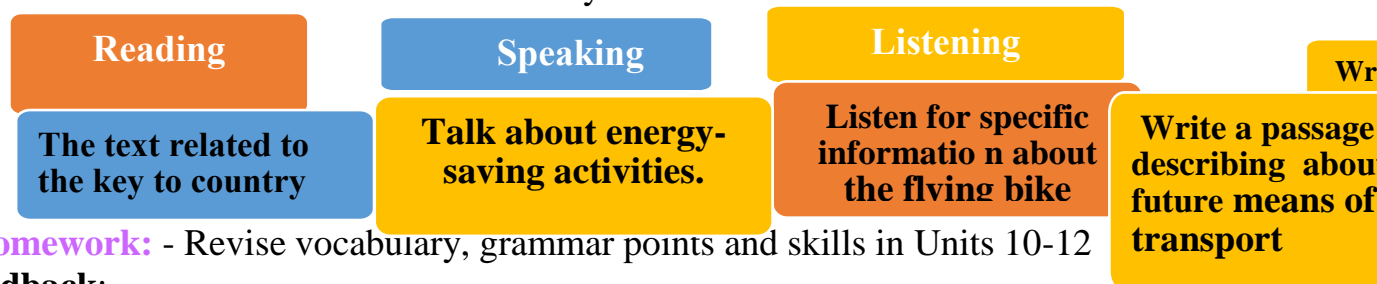 Reading
Speaking
Listening
The text related to
the key to country
Talk about energy-
saving activities.
Listen for specific
informatio n about
the flying bike
Write a passage
describing abou
future means of
transport
omework: - Revise vocabulary, grammar points and skills in Units 10-12